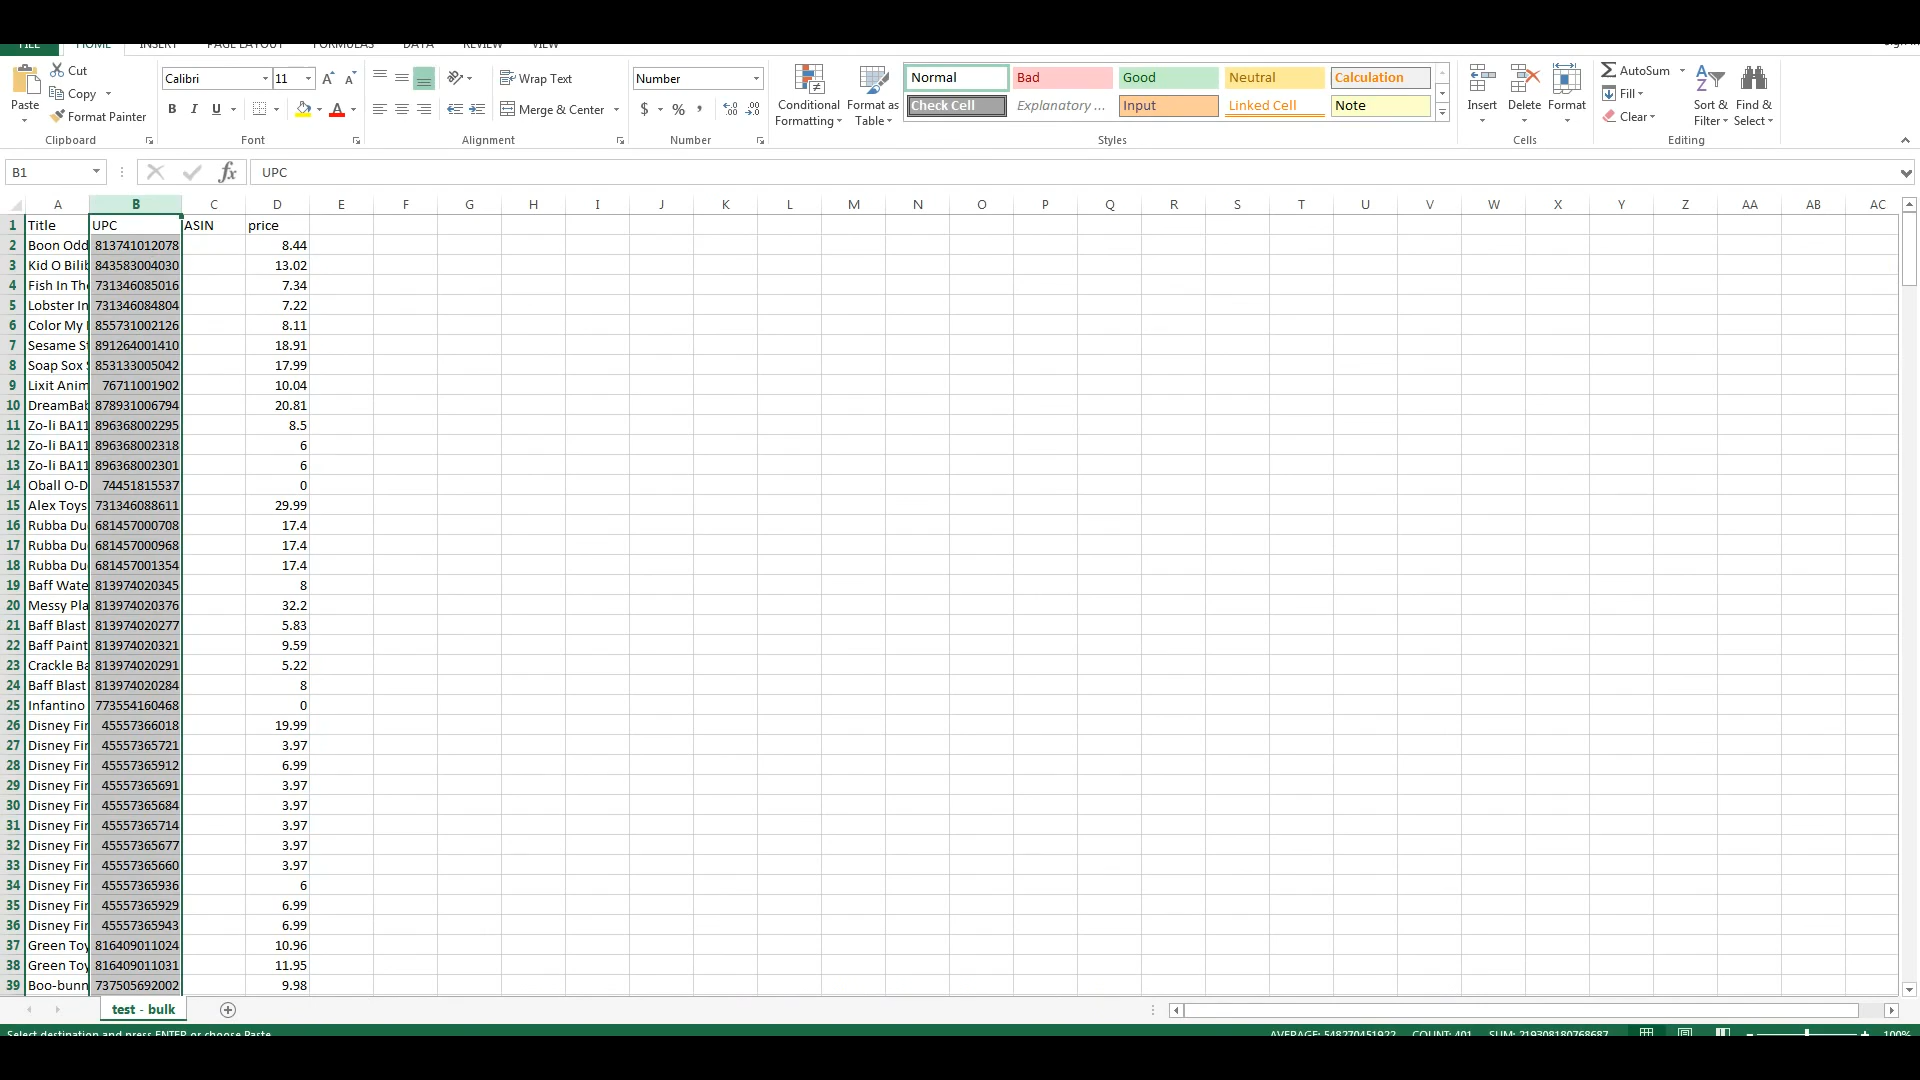 FILE HOME INSERT PAGE LAYOUT FORMULAS DATA REVIEW VIEW Sign in
Paste Cut Copy Format Painter Clipboard
Calibri 11 B I U A A A Font
Wrap Text Merge & Center Alignment
Number $ % , Number
Conditional Formatting Format as Table
Normal Bad Good Neutral Calculation
Check Cell Explanatory ... Input Linked Cell Note
Styles
Insert Delete Format Cells
AutoSum Fill Clear Sort & Filter Find & Select Editing
B1 fx UPC
A B C D E F G H I J K L M N O P Q R S T U V W X Y Z AA AB AC
1 Title UPC ASIN price
2 Boon Odd 813741012078 8.44
3 Kid O Bilib 843583004030 13.02
4 Fish In The 731346085016 7.34
5 Lobster In 731346084804 7.22
6 Color My 855731002126 8.11
7 Sesame St 891264001410 18.91
8 Soap Sox 853133005042 17.99
9 Lixit Anim 76711001902 10.04
10 DreamBab 878931006794 20.81
11 Zo-li BA11 896368002295 8.5
12 Zo-li BA11 896368002318 6
13 Zo-li BA11 896368002301 6
14 Oball O-D 74451815537 0
15 Alex Toys 731346088611 29.99
16 Rubba Du 681457000708 17.4
17 Rubba Du 681457000968 17.4
18 Rubba Du 681457001354 17.4
19 Baff Wate 813974020345 8
20 Messy Pla 813974020376 32.2
21 Baff Blast 813974020277 5.83
22 Baff Paint 813974020321 9.59
23 Crackle Ba 813974020291 5.22
24 Baff Blast 813974020284 8
25 Infantino 773554160468 0
26 Disney Fin 45557366018 19.99
27 Disney Fin 45557365721 3.97
28 Disney Fin 45557365912 6.99
29 Disney Fin 45557365691 3.97
30 Disney Fin 45557365684 3.97
31 Disney Fin 45557365714 3.97
32 Disney Fin 45557365677 3.97
33 Disney Fin 45557365660 3.97
34 Disney Fin 45557365936 6
35 Disney Fin 45557365929 6.99
36 Disney Fin 45557365943 6.99
37 Green Toy 816409011024 10.96
38 Green Toy 816409011031 11.95
39 Boo-bunn 737505692002 9.98
test - bulk
Select destination and press ENTER or choose Paste AVERAGE: 548270451922 COUNT: 401 SUM: 219308180768687 100%